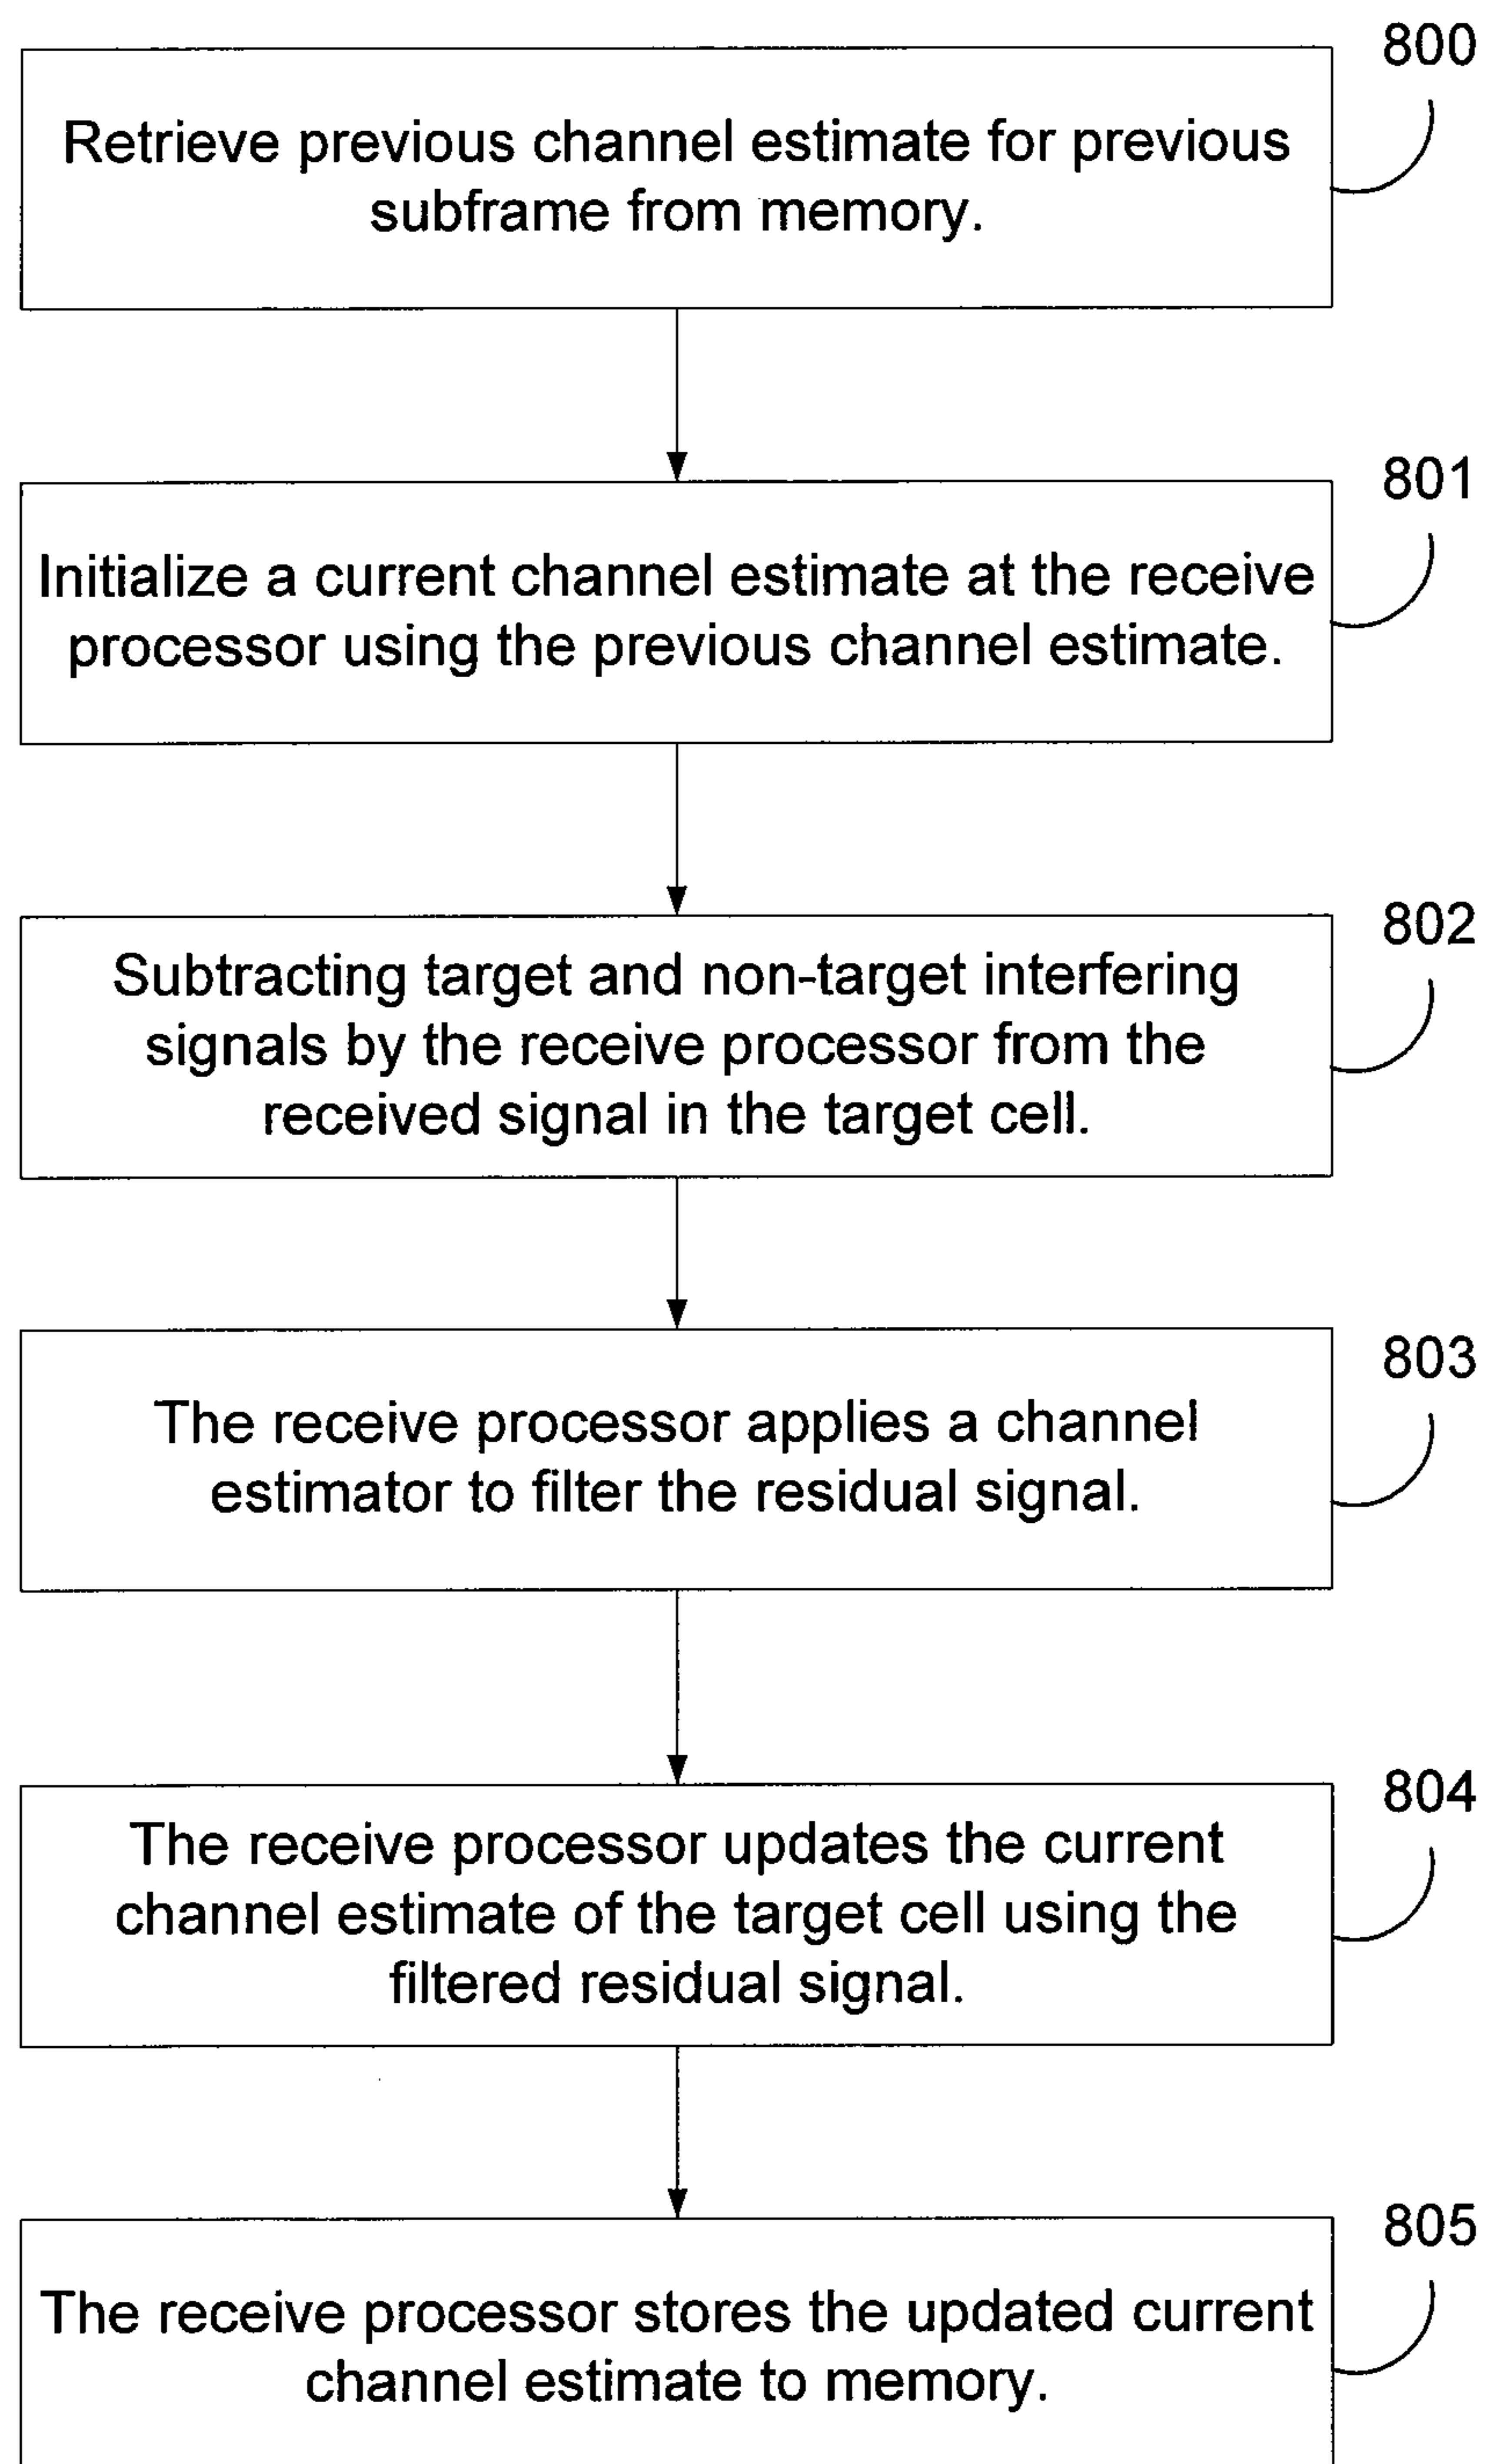 800
Retrieve previous channel estimate for previous
subframe from memory.
801
Initialize a current channel estimate at the receive
processor using the previous channel estimate.
802
Subtracting target and non-target interfering
signals by the receive processor from the
received signal in the target cell.
803
The receive processor applies a channel
estimator to filter the residual signal.
804
The receive processor updates the current
channel estimate of the target cell using the
filtered residual signal.
805
The receive processor stores the updated current
channel estimate to memory.